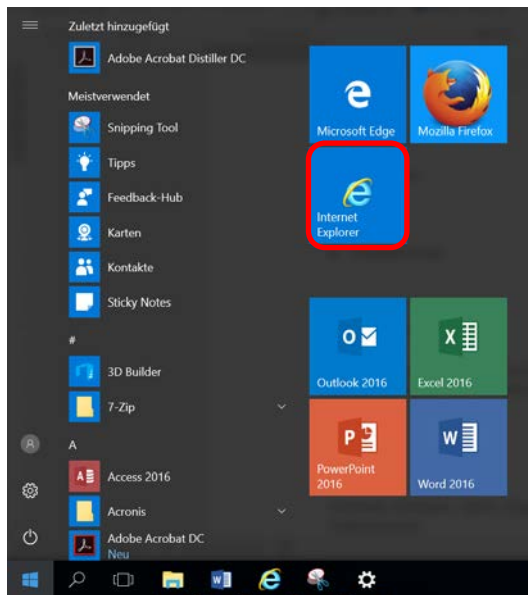 Zuletzt hinzugefügt
Adobe Acrobat Distiller DC
Meistverwendet
Snipping Tool
Tipps
Feedback-Hub
Karten
Kontakte
Sticky Notes
#
3D Builder
7-Zip
A
Access 2016
Acronis
Adobe Acrobat DC
Neu
Microsoft Edge
Mozilla Firefox
Internet
Explorer
Outlook 2016
Excel 2016
PowerPoint
2016
Word 2016